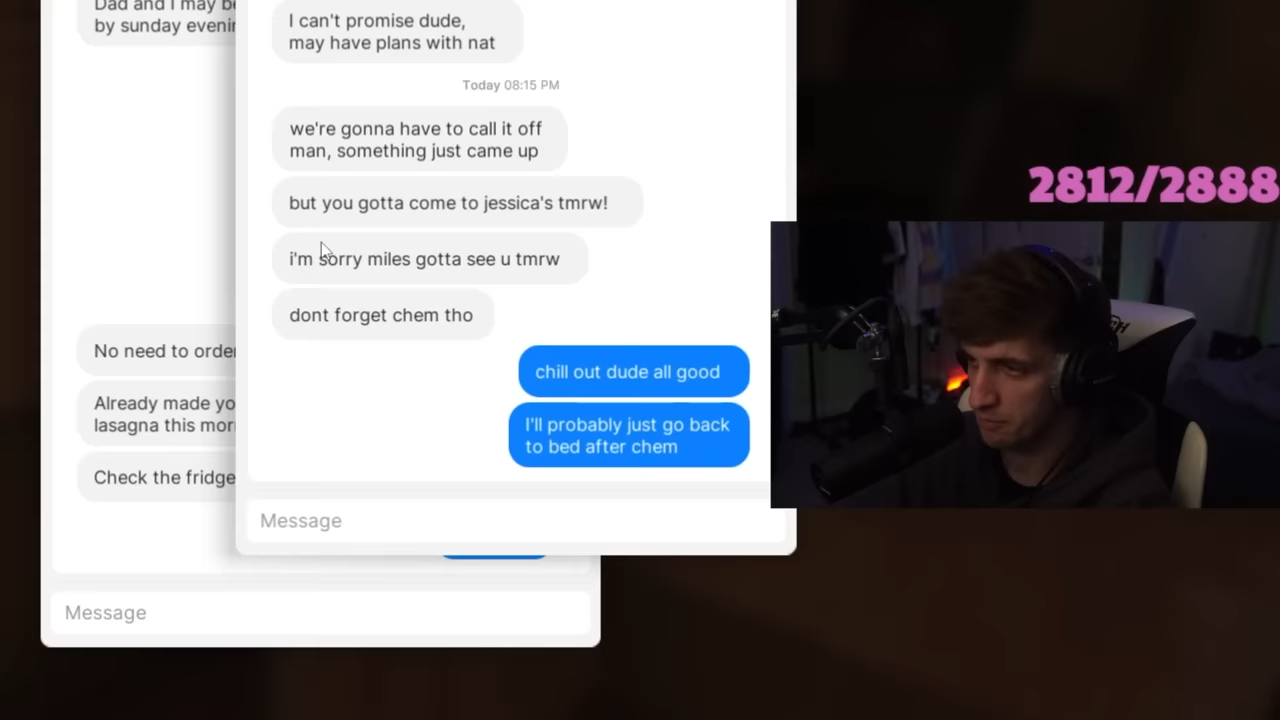 Dad and I may be
by sunday evenin
No need to order
Already made yo
lasagna this mor
Check the fridge
Message
I can't promise dude,
may have plans with nat
Today 08:15 PM
we're gonna have to call it off
man, something just came up
but you gotta come to jessica's tmrw!
i'm sorry miles gotta see u tmrw
dont forget chem tho
chill out dude all good
I'll probably just go back
to bed after chem
Message
2812/2888